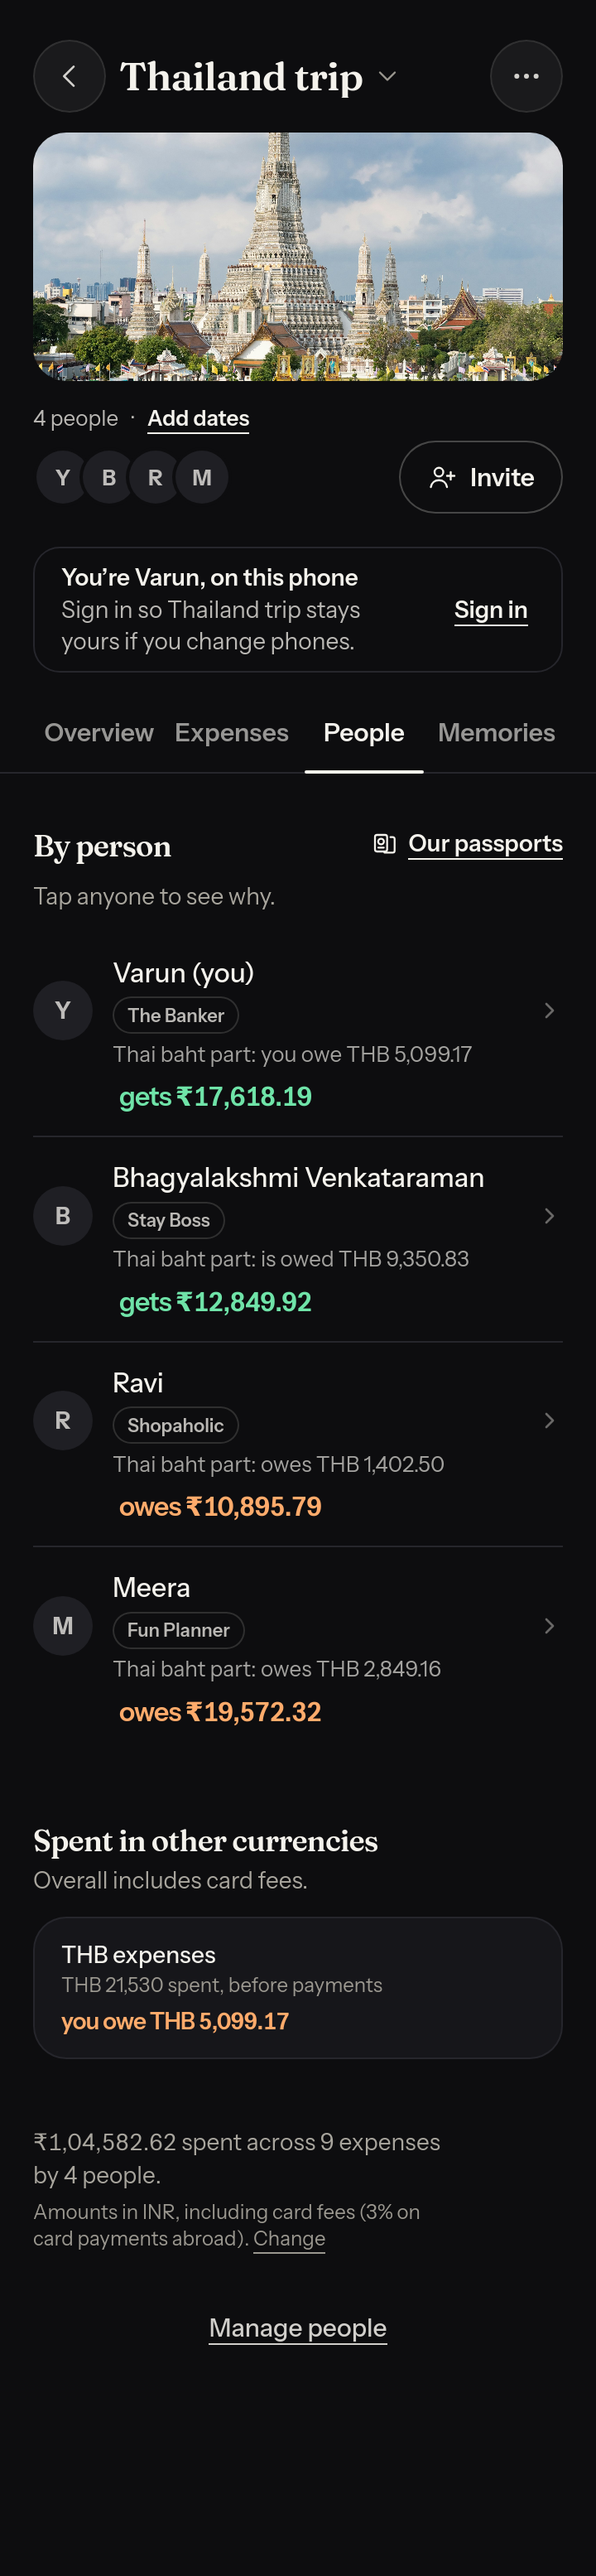 Thailand trip
4 people · Add dates
Y B R M
Invite
You’re Varun, on this phone
Sign in so Thailand trip stays
yours if you change phones.
Sign in
Overview Expenses People Memories
By person
Our passports
Tap anyone to see why.
Y
Varun (you)
The Banker
Thai baht part: you owe THB 5,099.17
gets ₹17,618.19
B
Bhagyalakshmi Venkataraman
Stay Boss
Thai baht part: is owed THB 9,350.83
gets ₹12,849.92
R
Ravi
Shopaholic
Thai baht part: owes THB 1,402.50
owes ₹10,895.79
M
Meera
Fun Planner
Thai baht part: owes THB 2,849.16
owes ₹19,572.32
Spent in other currencies
Overall includes card fees.
THB expenses
THB 21,530 spent, before payments
you owe THB 5,099.17
₹1,04,582.62 spent across 9 expenses
by 4 people.
Amounts in INR, including card fees (3% on
card payments abroad). Change
Manage people